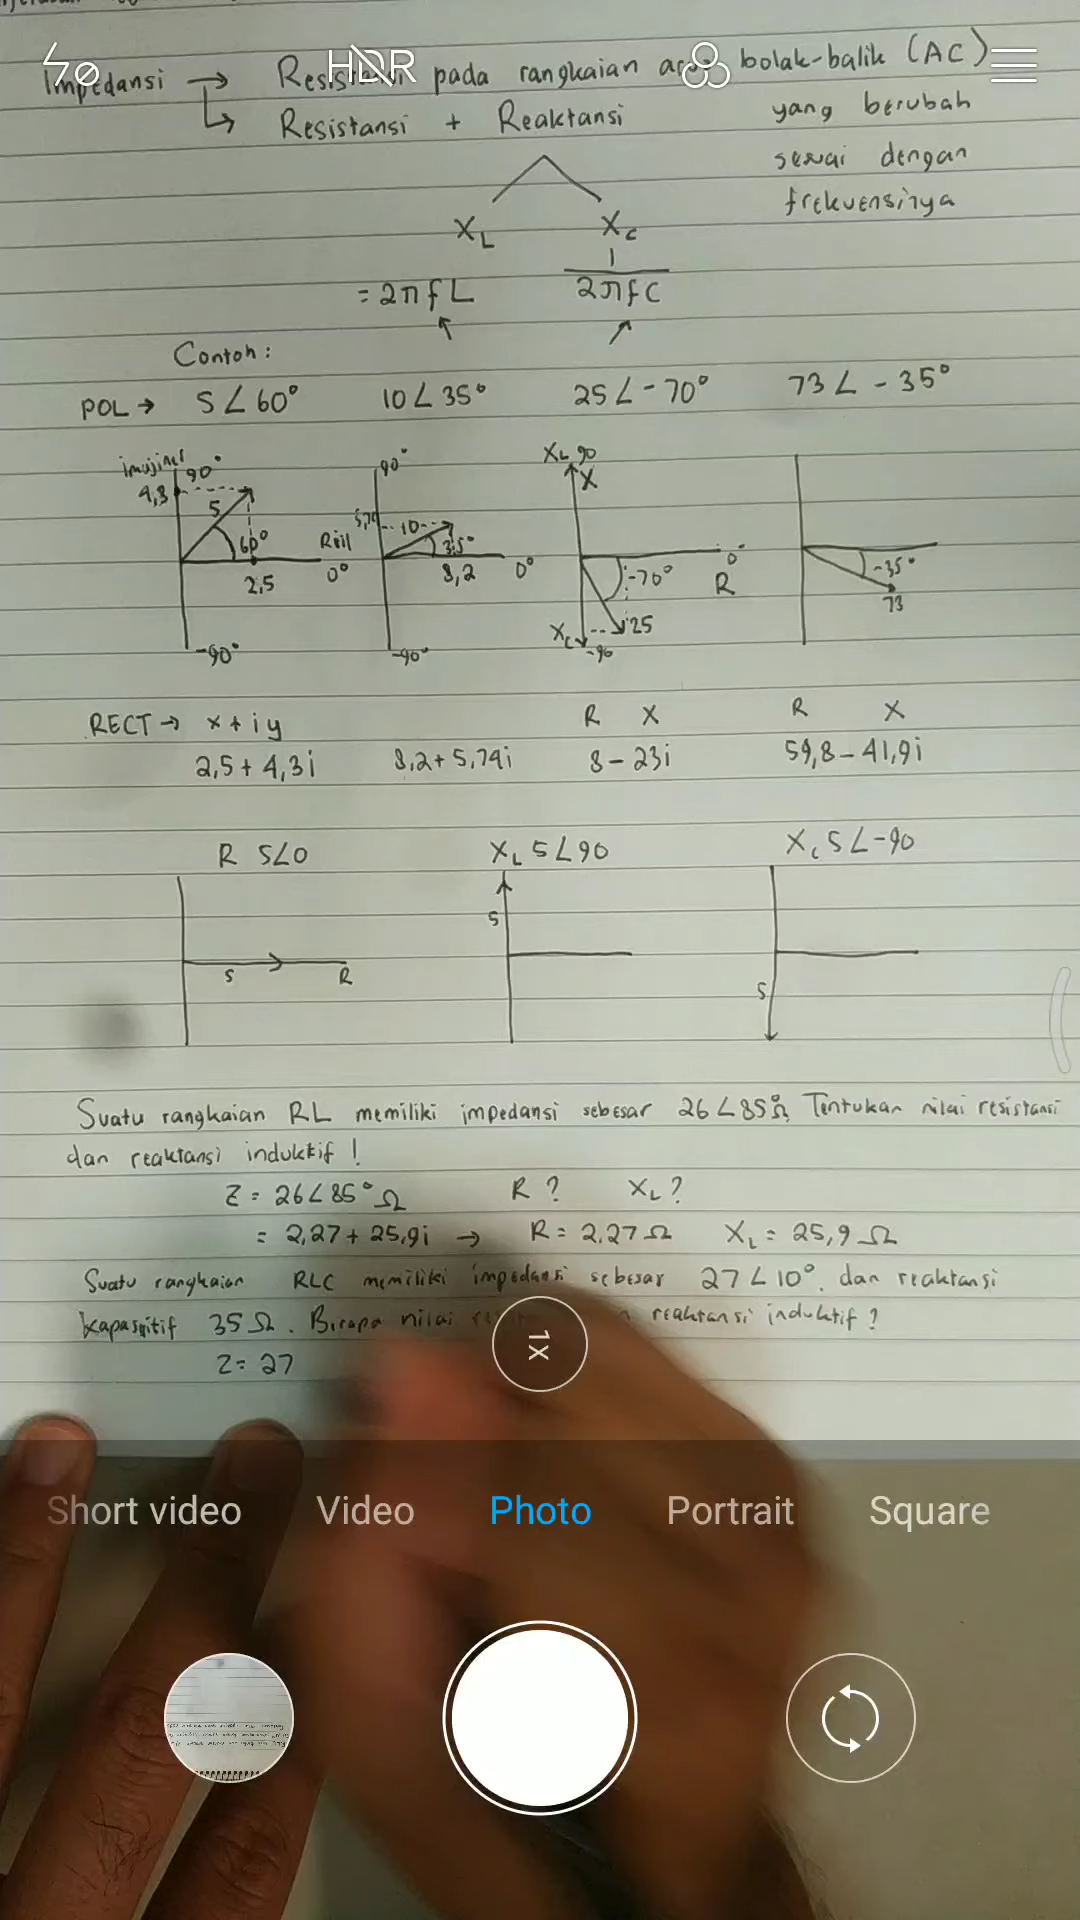 Impedansi → Resistansi pada rangkaian arus bolak-balik (AC)
↳ Resistansi + Reaktansi
yang berubah
sesuai dengan
frekuensinya
XL XC
= 2πfL 1/2πfC
Contoh:
POL → 5∠60° 10∠35° 25∠-70° 73∠-35°
imajiner 90° 90° XL 90
4,3 5 60° Riil 0° 2,5 -90°
5,74 10 35° 8,2 0° -90°
X -70° 0° R 25 XC -90
-35° 73
RECT → x + iy R X R X
2,5 + 4,3i 8,2 + 5,74i 8 - 23i 59,8 - 41,9i
R 5∠0 XL 5∠90 XC 5∠-90
5 R 5 5
Suatu rangkaian RL memiliki impedansi sebesar 26∠85°Ω. Tentukan nilai resistansi
dan reaktansi induktif!
Z = 26∠85°Ω R? XL?
= 2,27 + 25,9i → R = 2,27 Ω XL = 25,9 Ω
Suatu rangkaian RLC memiliki impedansi sebesar 27∠10°. dan reaktansi
kapasitif 35 Ω. Berapa nilai reaktansi induktif?
Z = 27
HDR
1X
Short video Video Photo Portrait Square